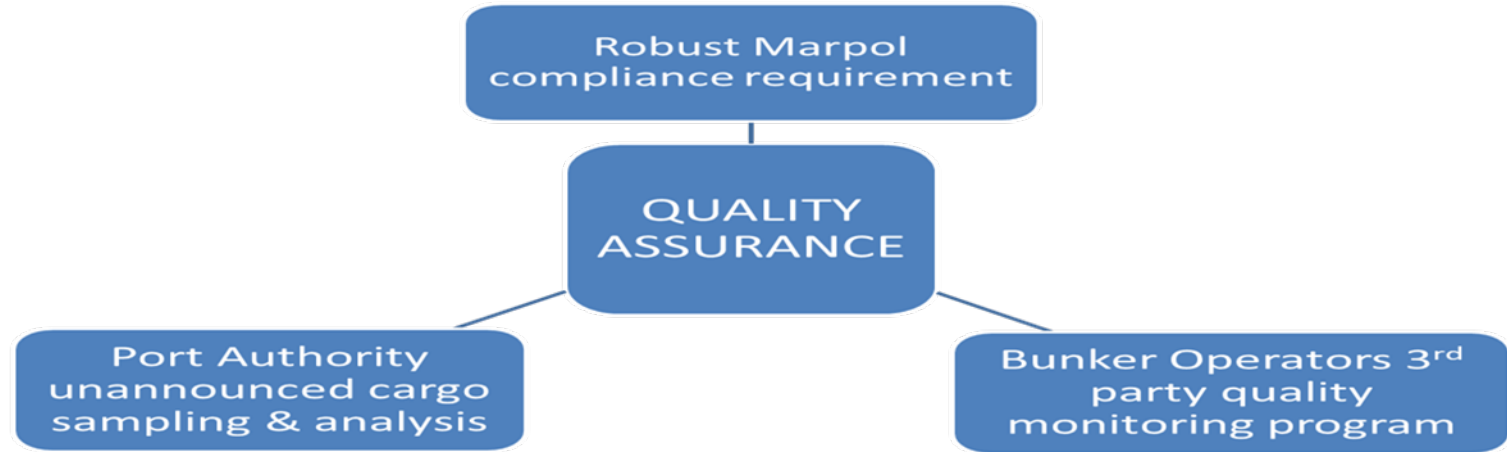 Robust Marpol
compliance requirement
QUALITY
ASSURANCE
Port Authority
unannounced cargo
sampling & analysis
Bunker Operators 3rd
party quality
monitoring program